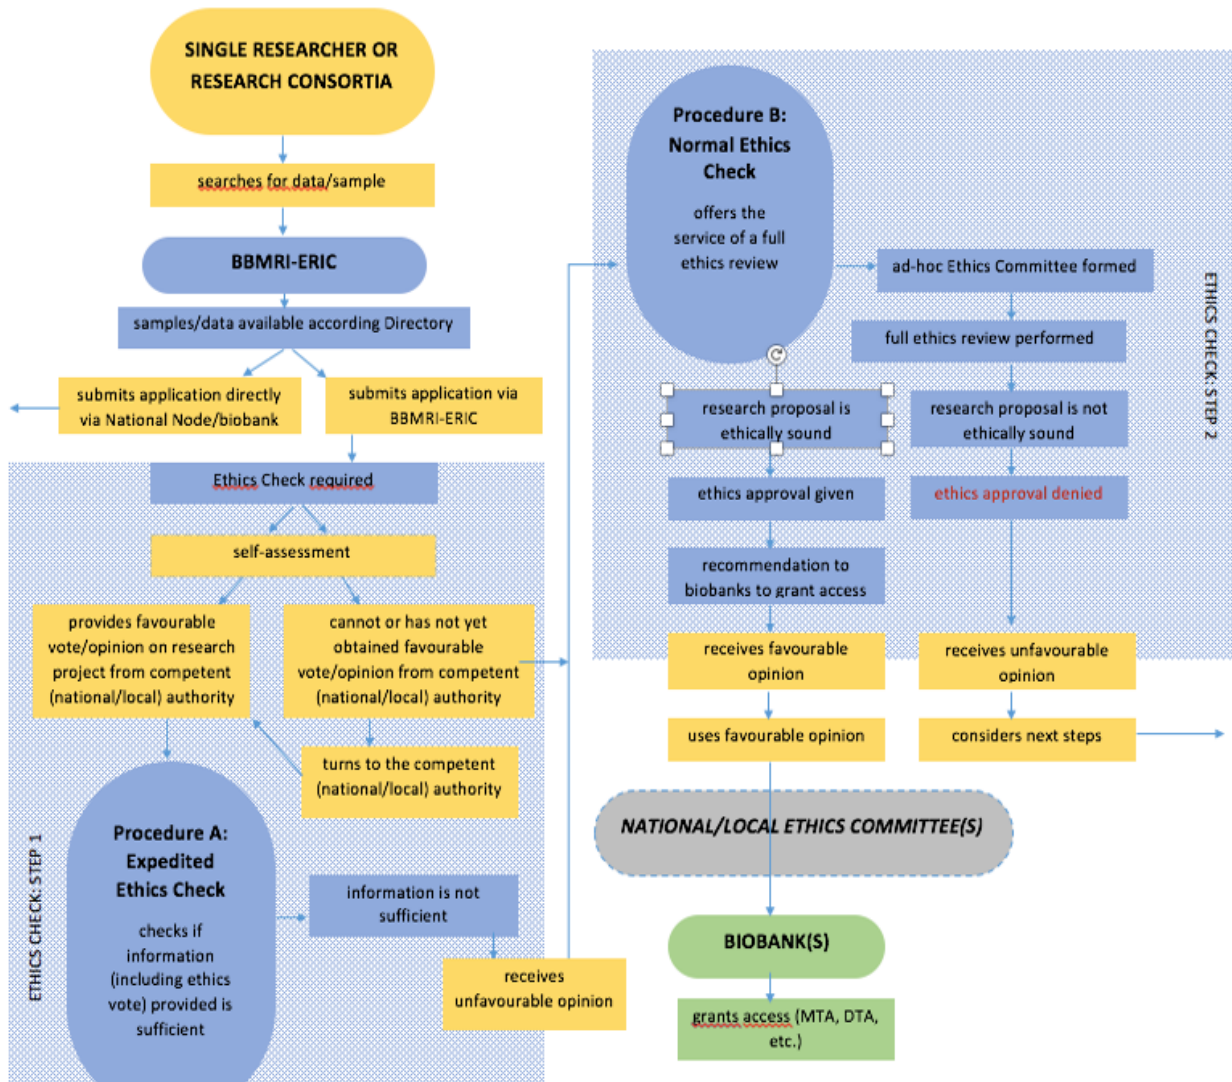 SINGLE RESEARCHER OR
RESEARCH CONSORTIA
searches for data/sample
BBMRI-ERIC
samples/data available according Directory
submits application directly
via National Node/biobank
submits application via
BBMRI-ERIC
Ethics Check required
self-assessment
provides favourable
vote/opinion on research
project from competent
(national/local) authority
cannot or has not yet
obtained favourable
vote/opinion from competent
(national/local) authority
turns to the competent
(national/local) authority
ETHICS CHECK: STEP 1
Procedure A:
Expedited
Ethics Check
checks if
information
(including ethics
vote) provided is
sufficient
information is not
sufficient
receives
unfavourable opinion
Procedure B:
Normal Ethics
Check
offers the
service of a full
ethics review
ad-hoc Ethics Committee formed
full ethics review performed
ETHICS CHECK: STEP 2
research proposal is
ethically sound
research proposal is not
ethically sound
ethics approval given
ethics approval denied
recommendation to
biobanks to grant access
receives favourable
opinion
receives unfavourable
opinion
uses favourable opinion
considers next steps
NATIONAL/LOCAL ETHICS COMMITTEE(S)
BIOBANK(S)
grants access (MTA, DTA,
etc.)